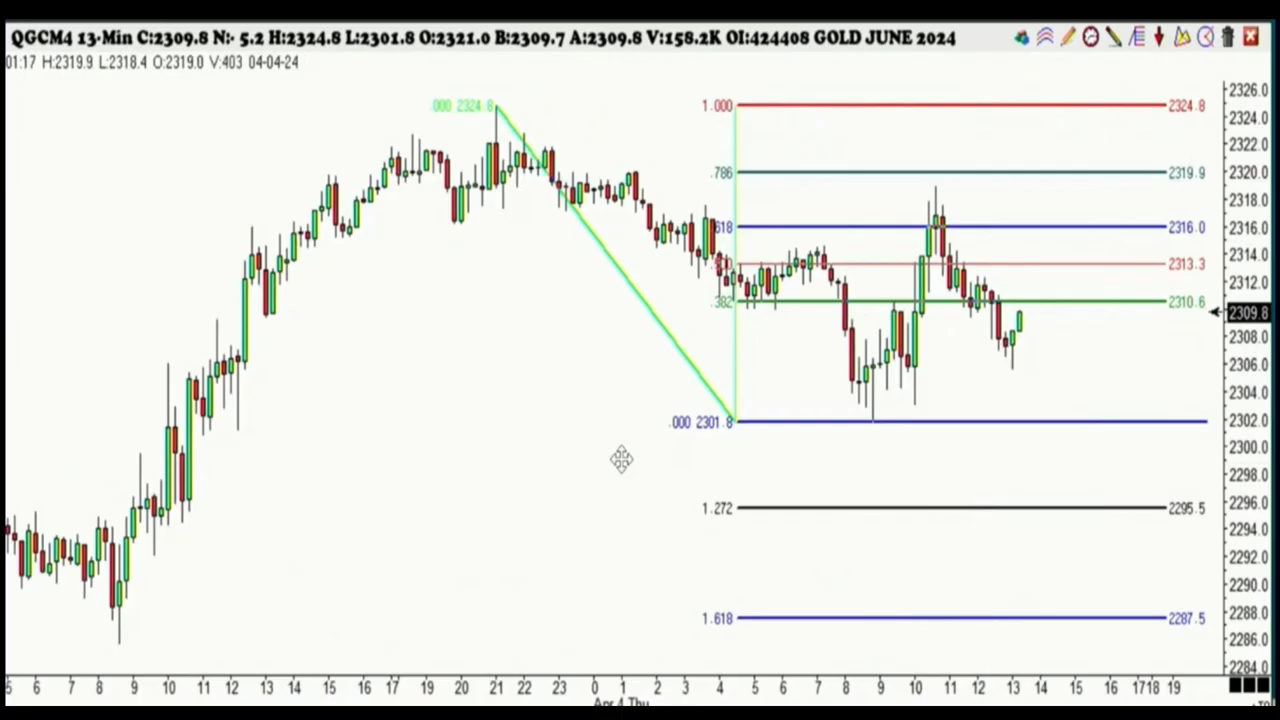 QGCM4 13-Min C:2309.8 N:- 5.2 H:2324.8 L:2301.8 O:2321.0 B:2309.7 A:2309.8 V:158.2K OI:424408 GOLD JUNE 2024
01:17 H:2319.9 L:2318.4 O:2319.0 V:403 04-04-24
2326.0
.000 2324.8 1.000 2324.8
2324.0
2322.0
.786 2319.9 2320.0
2318.0
618 2316.0 2316.0
2313.3 2314.0
2312.0
.382 2310.6
2309.8
2308.0
2306.0
2304.0
.000 2301.8 2302.0
2300.0
2298.0
1.272 2295.5 2296.0
2294.0
2292.0
2290.0
1.618 2287.5 2288.0
2286.0
2284.0
5 6 7 8 9 10 11 12 13 14 15 16 17 19 20 21 22 23 0 1 2 3 4 5 6 7 8 9 10 11 12 13 14 15 16 17 18 19
Apr 4 Thu